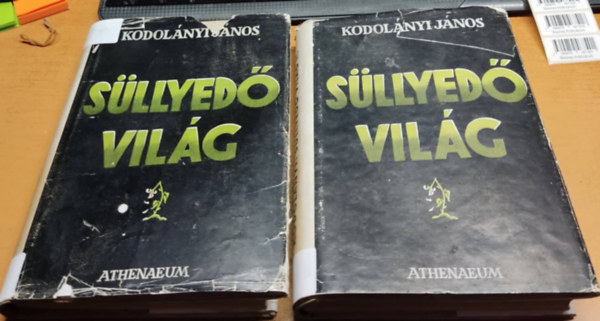 KODOLÁNYI JÁNOS
SÜLLYEDŐ
VILÁG
ATHENAEUM
KODOLÁNYI JÁNOS
SÜLLYEDŐ
VILÁG
ATHENAEUM